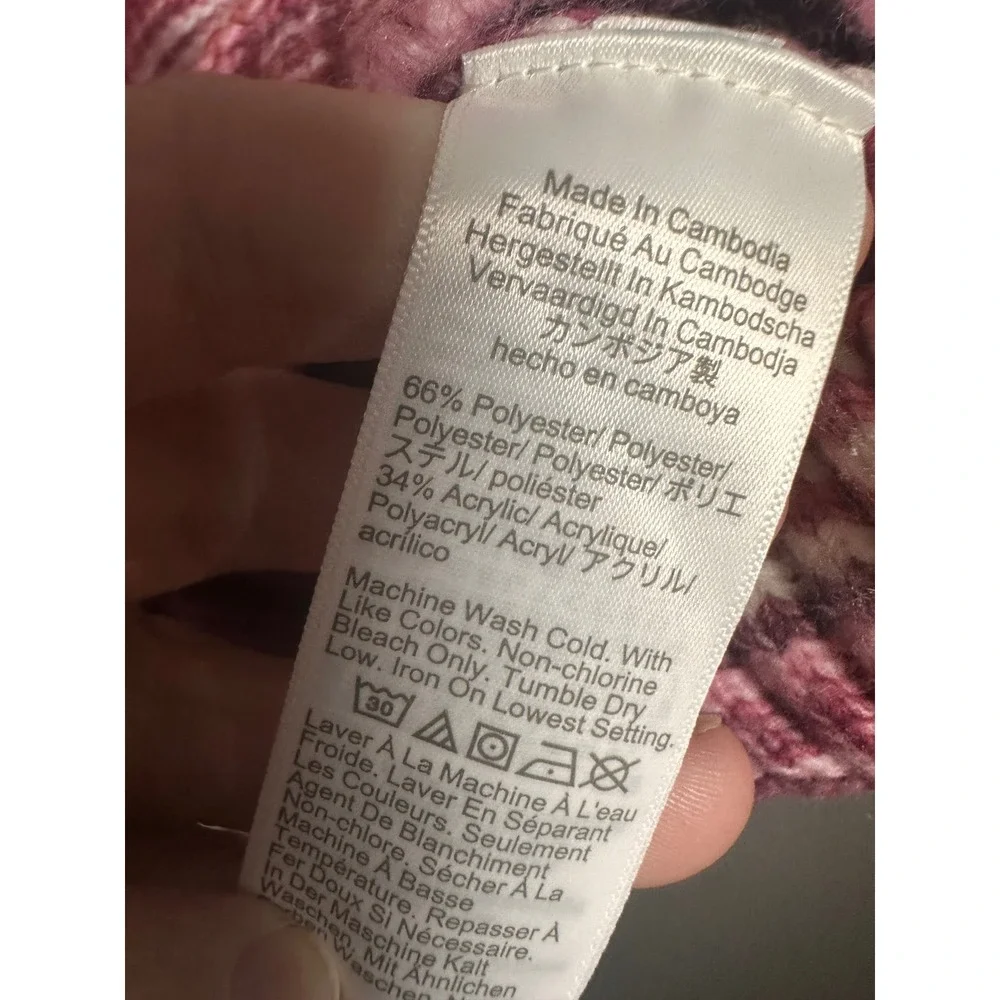 Made In Cambodia
Fabriqué Au Cambodge
Hergestellt In Kambodscha
Vervaardigd In Cambodja
カンボジア製
hecho en camboya
66% Polyester/ Polyester/
Polyester/ Polyester/ ポリエ
ステル/ poliéster
34% Acrylic/ Acrylique/
Polyacryl/ Acryl/ アクリル/
acrílico
Machine Wash Cold. With
Like Colors. Non-chlorine
Bleach Only. Tumble Dry
Low. Iron On Lowest Setting.
30
Laver À La Machine À L'eau
Froide. Laver En Séparant
Les Couleurs. Seulement
Agent De Blanchiment
Non-chlore. Sécher À La
Machine À Basse
Température. Repasser À
Fer Doux Si Nécessaire.
In Der Maschine Kalt
Waschen. Mit Ähnlichen
Waschen.